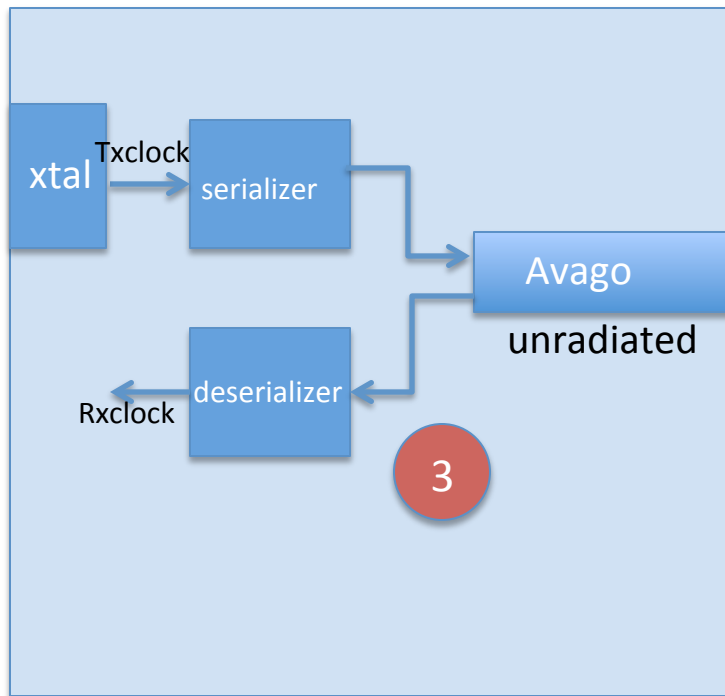 xtal
Txclock
serializer
Avago
unradiated
deserializer
Rxclock
3